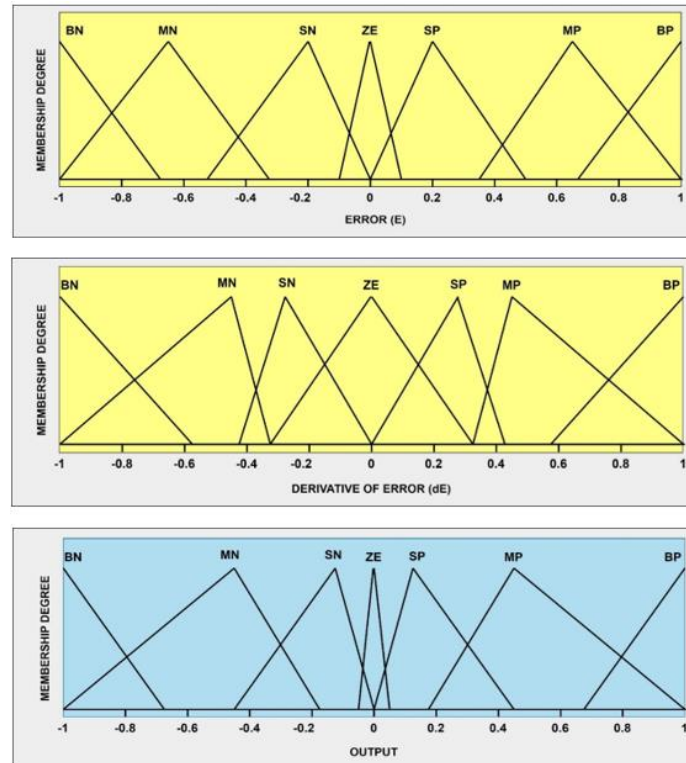 BN MN SN ZE SP MP BP
MEMBERSHIP DEGREE
-1 -0.8 -0.6 -0.4 -0.2 0 0.2 0.4 0.6 0.8 1
ERROR (E)
BN MN SN ZE SP MP BP
MEMBERSHIP DEGREE
-1 -0.8 -0.6 -0.4 -0.2 0 0.2 0.4 0.6 0.8 1
DERIVATIVE OF ERROR (dE)
BN MN SN ZE SP MP BP
MEMBERSHIP DEGREE
-1 -0.8 -0.6 -0.4 -0.2 0 0.2 0.4 0.6 0.8 1
OUTPUT